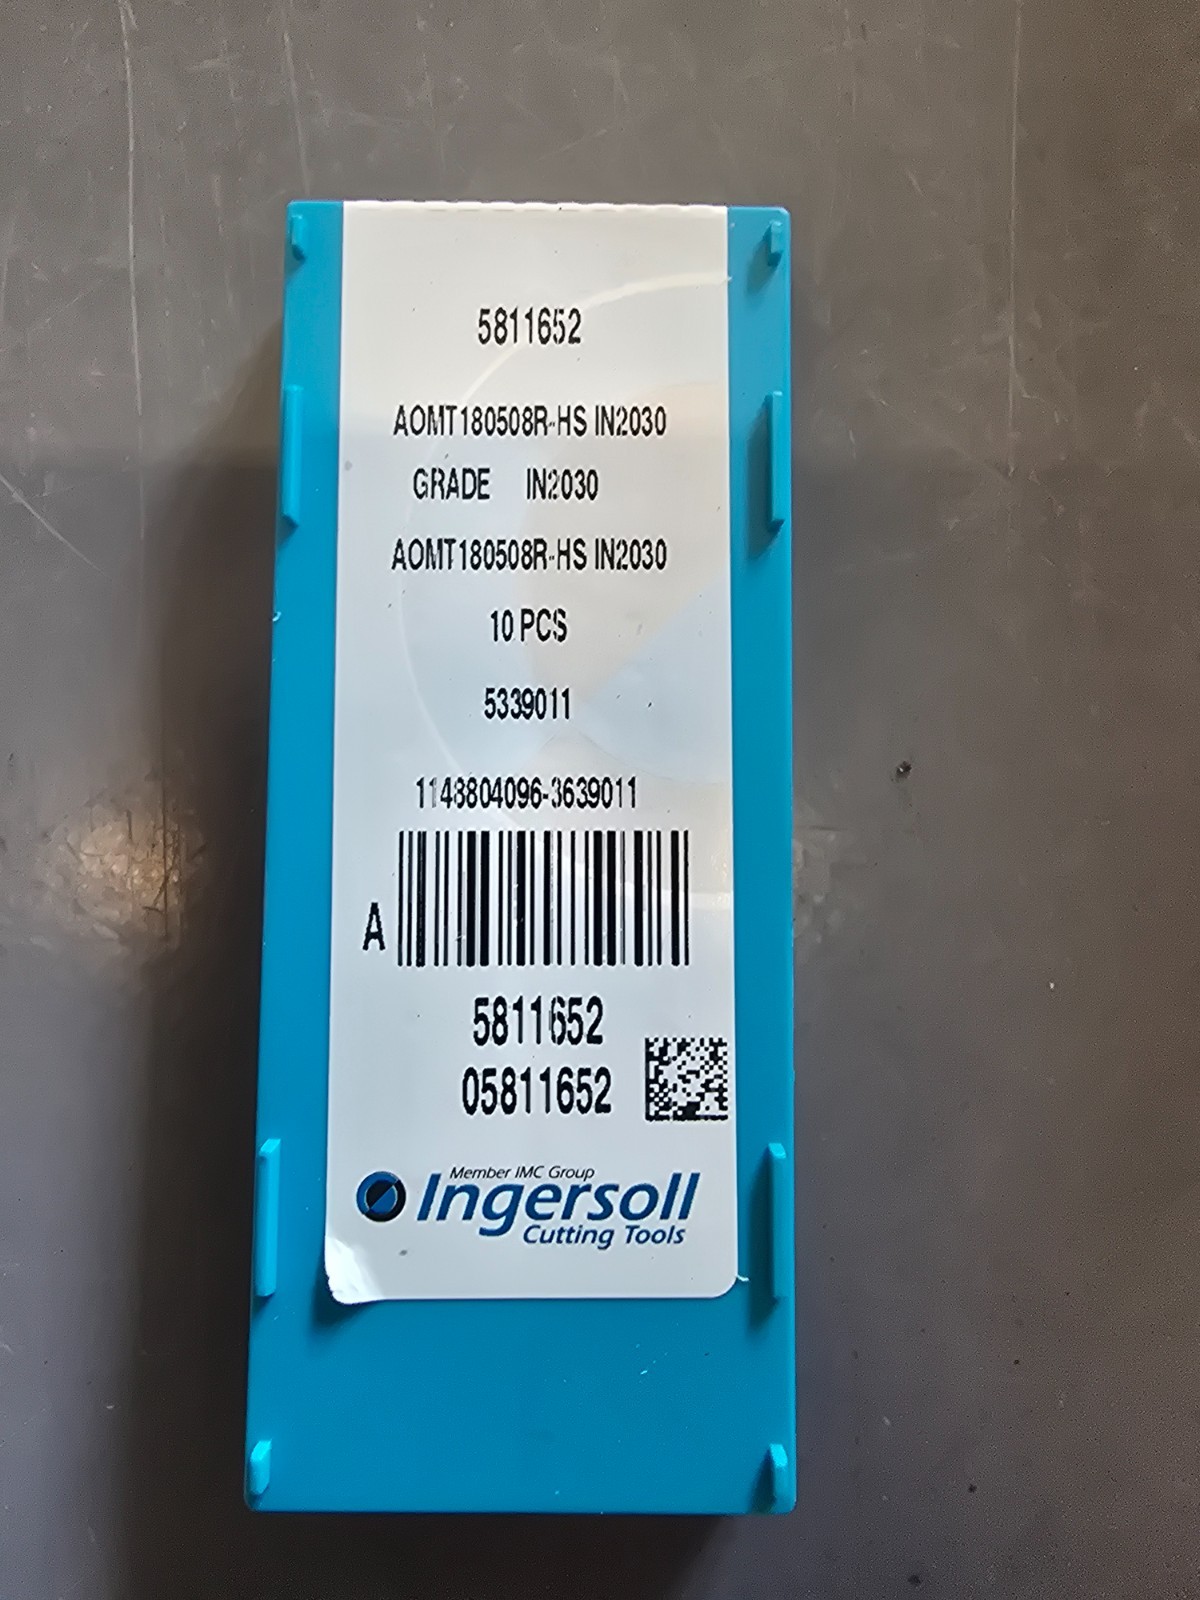 5811652
AOMT180508R-HS IN2030
GRADE IN2030
AOMT180508R-HS IN2030
10 PCS
5339011
1148804096-3639011
A
5811652
05811652
Member IMC Group
Ingersoll
Cutting Tools